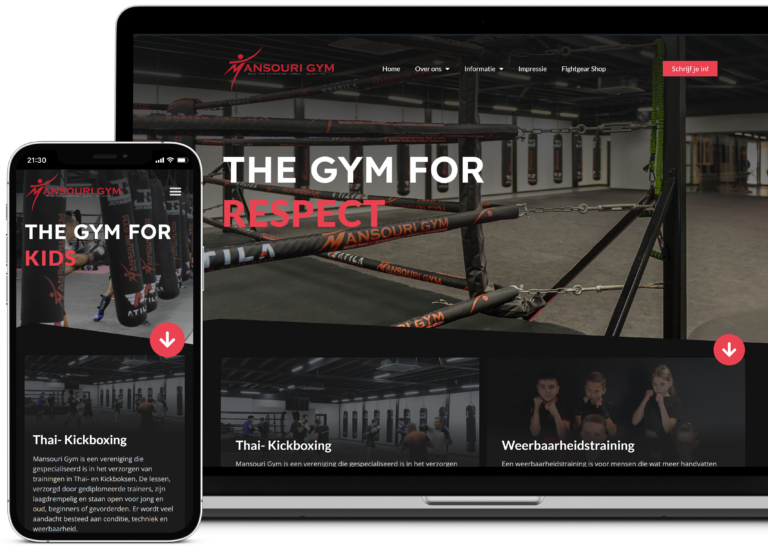 MANSOURI GYM
Home
Over ons
Informatie
Impressie
Fightgear Shop
Schrijf je in!
THE GYM FOR
RESPECT
MANSOURI GYM
ATILA
MANSOURI GYM
Thai- Kickboxing
Mansouri Gym is een vereniging die gespecialiseerd is in het verzorgen
Weerbaarheidstraining
Een weerbaarheidstraining is voor mensen die wat meer handvatten
21:30
MANSOURI GYM
THE GYM FOR
KIDS
Thai- Kickboxing
Mansouri Gym is een vereniging die
gespecialiseerd is in het verzorgen van
trainingen in Thai- en Kickboksen. De lessen,
verzorgd door gediplomeerde trainers, zijn
laagdrempelig en staan open voor jong en
oud, beginners of gevorderden. Er wordt veel
aandacht besteed aan conditie, techniek en
weerbaarheid.